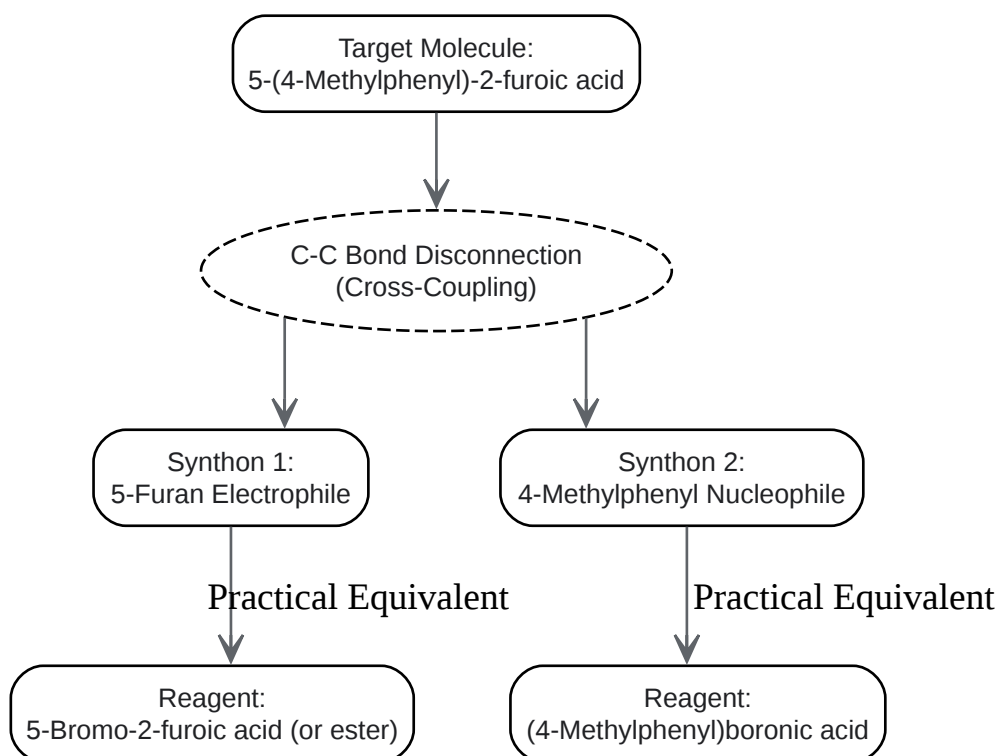 Target Molecule:
5-(4-Methylphenyl)-2-furoic acid
C-C Bond Disconnection
(Cross-Coupling)
Synthon 1:
5-Furan Electrophile
Synthon 2:
4-Methylphenyl Nucleophile
Practical Equivalent
Practical Equivalent
Reagent:
5-Bromo-2-furoic acid (or ester)
Reagent:
(4-Methylphenyl)boronic acid